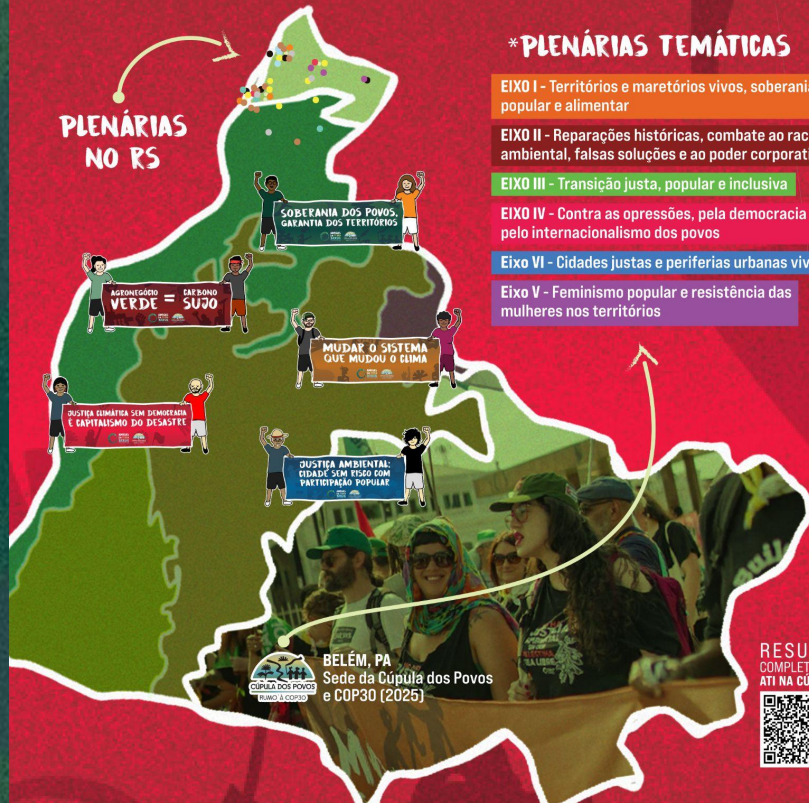 *PLENÁRIAS TEMÁTICAS
EIXO I - Territórios e maretórios vivos, soberania
popular e alimentar
EIXO II - Reparações históricas, combate ao rac
ambiental, falsas soluções e ao poder corporati
EIXO III - Transição justa, popular e inclusiva
EIXO IV - Contra as opressões, pela democracia
pelo internacionalismo dos povos
Eixo VI - Cidades justas e periferias urbanas viv
Eixo V - Feminismo popular e resistência das
mulheres nos territórios
PLENÁRIAS
NO RS
SOBERANIA DOS POVOS,
GARANTIA DOS TERRITÓRIOS
AGRONEGÓCIO VERDE = CARBONO SUJO
MUDAR O SISTEMA
QUE MUDOU O CLIMA
JUSTIÇA CLIMÁTICA SEM DEMOCRACIA
É CAPITALISMO DO DESASTRE
JUSTIÇA AMBIENTAL:
CIDADE SEM RISCO COM
PARTICIPAÇÃO POPULAR
CÚPULA DOS POVOS
RUMO À COP30
BELÉM, PA
Sede da Cúpula dos Povos
e COP30 (2025)
RESU
COMPLET
ATI NA CÚ